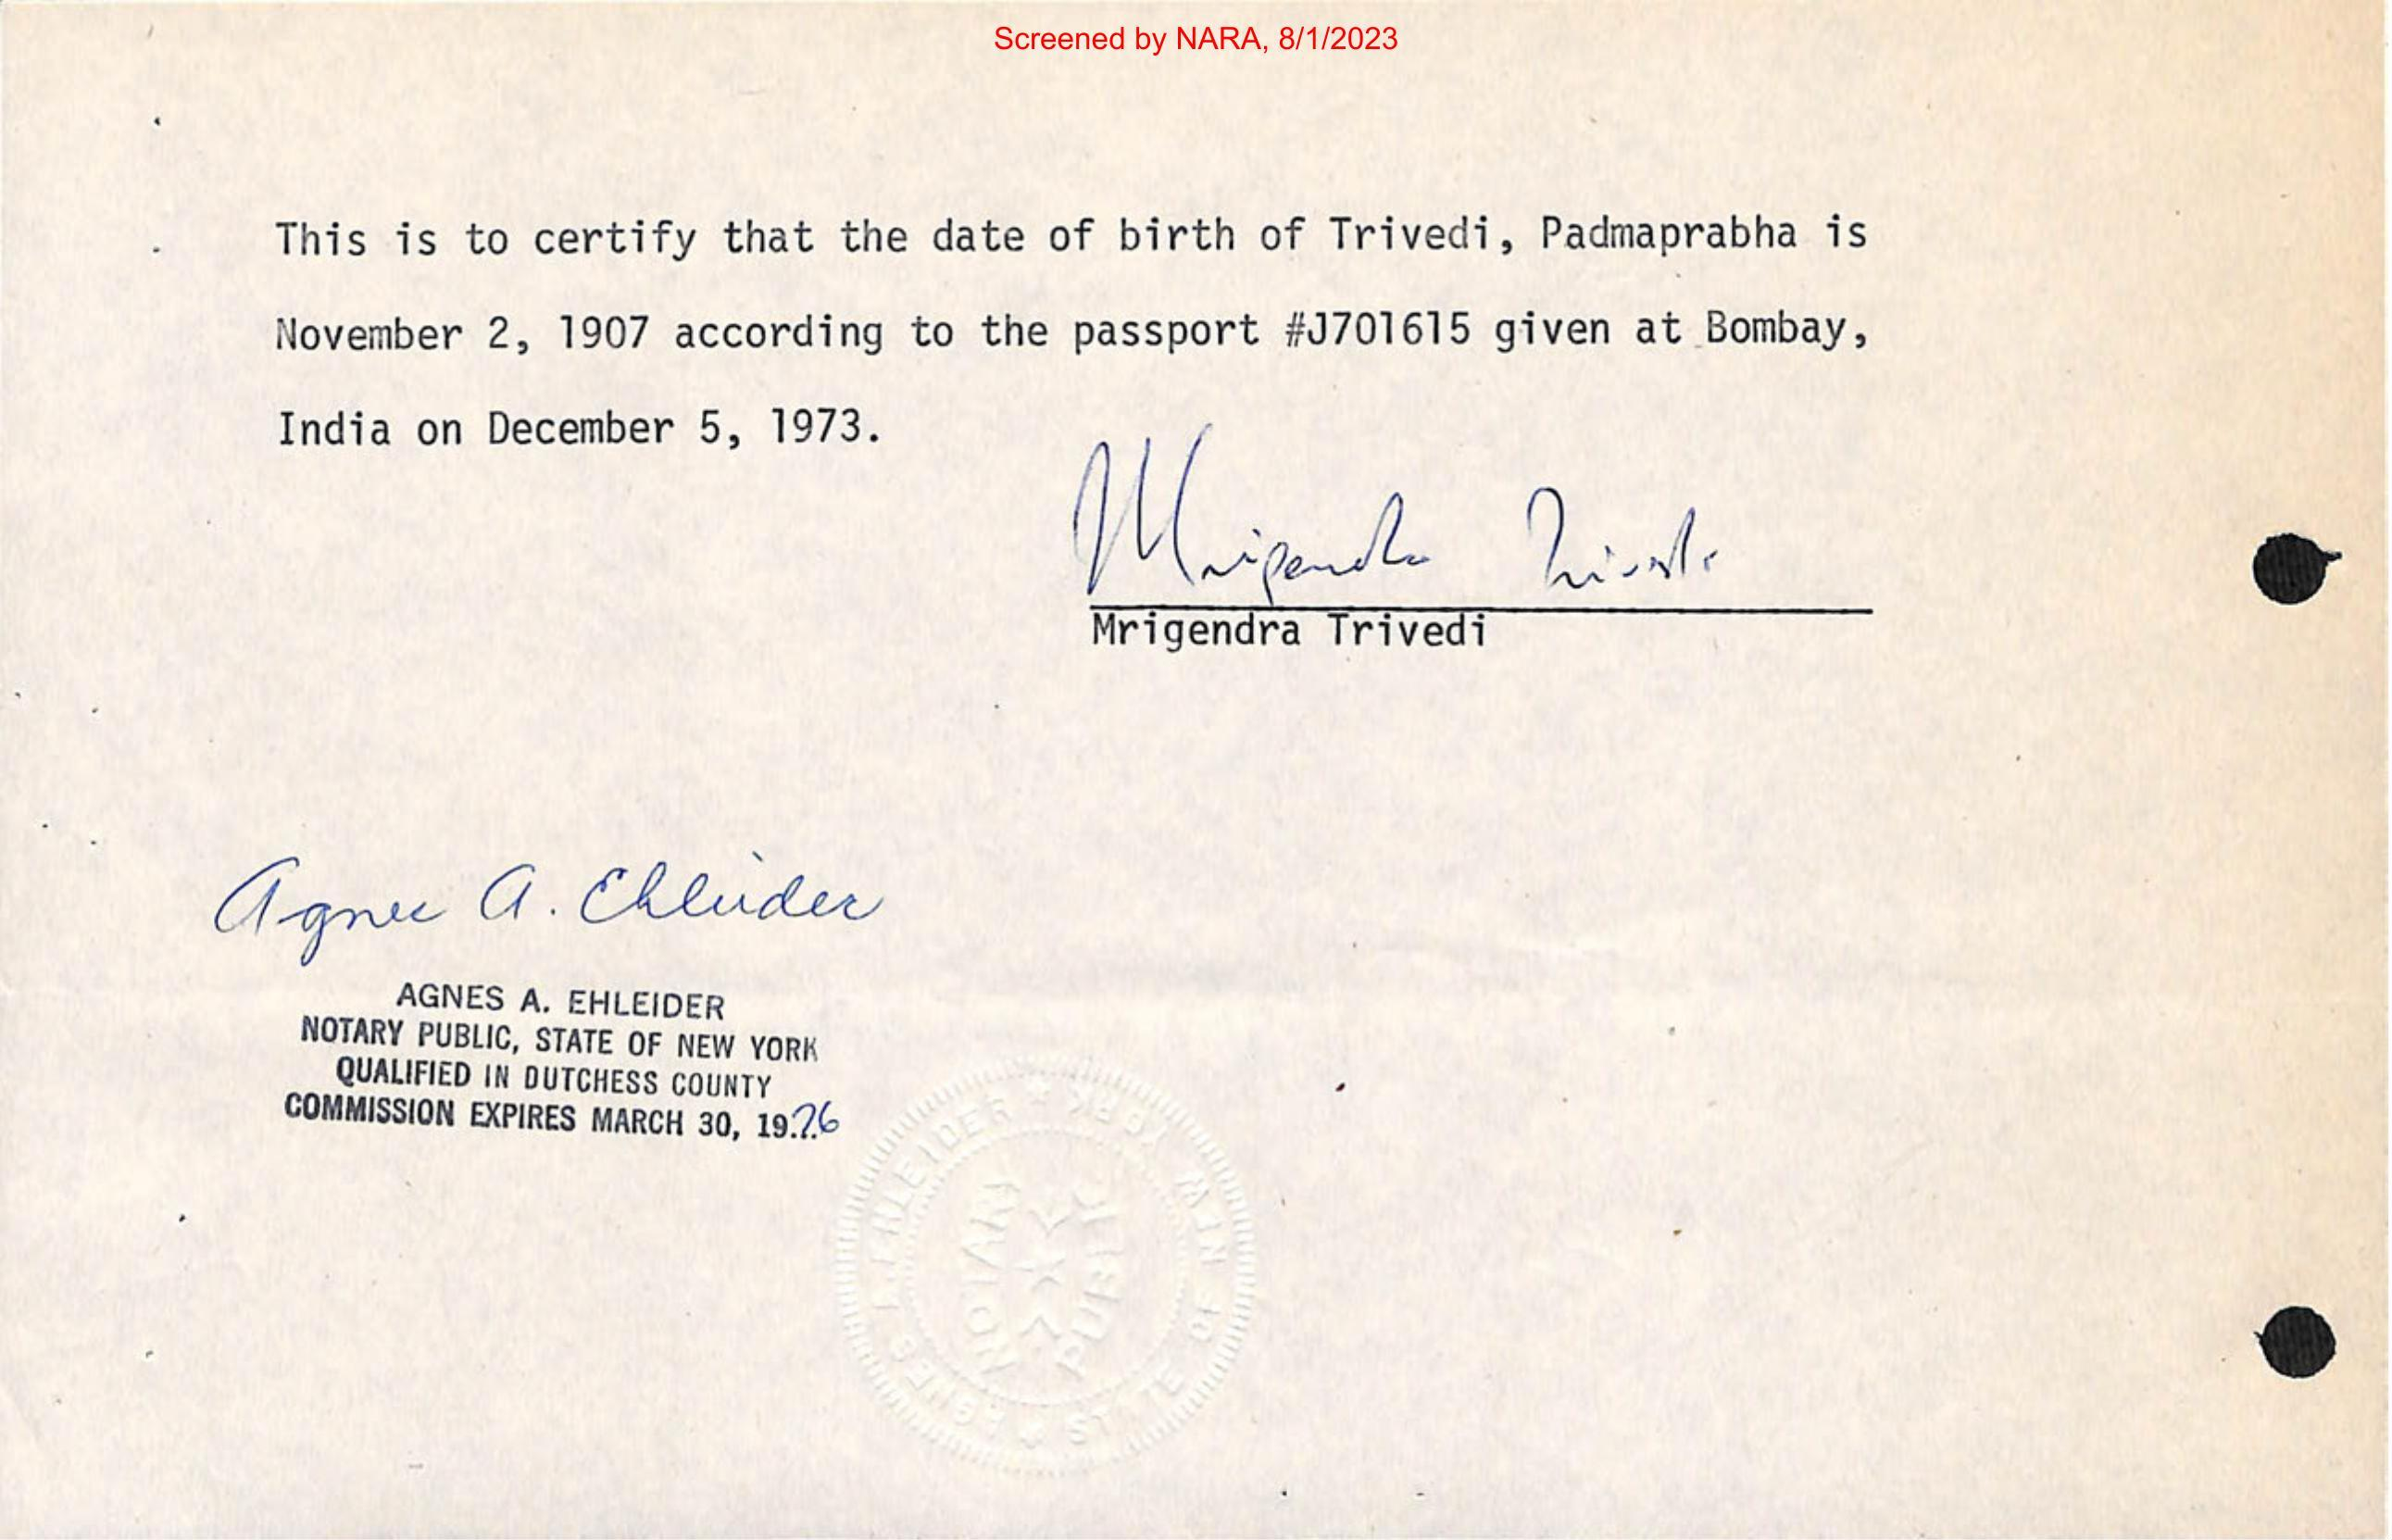 Screened by NARA, 8/1/2023
This is to certify that the date of birth of Trivedi, Padmaprabha is
November 2, 1907 according to the passport #J701615 given at Bombay,
India on December 5, 1973.
Mrigendra Trivedi
Mrigendra Trivedi
Agnes A. Ehleider
AGNES A. EHLEIDER
NOTARY PUBLIC, STATE OF NEW YORK
QUALIFIED IN DUTCHESS COUNTY
COMMISSION EXPIRES MARCH 30, 1976
AGNES A. EHLEIDER ★ STATE OF NEW YORK ★
NOTARY
PUBLIC